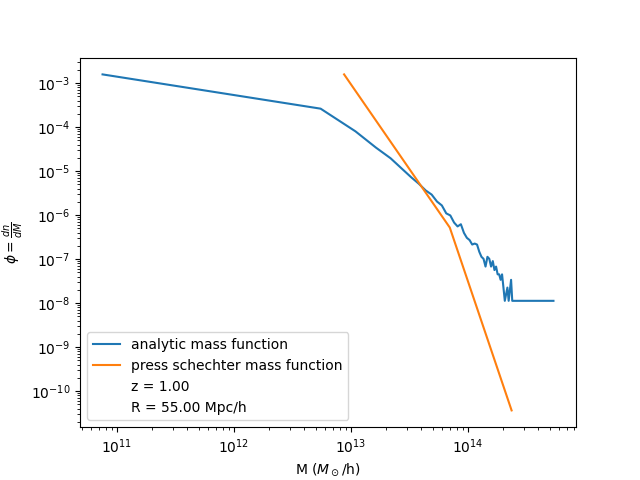 10⁻³
10⁻⁴
10⁻⁵
10⁻⁶
10⁻⁷
10⁻⁸
10⁻⁹
10⁻¹⁰
ϕ = dn/dM
analytic mass function
press schechter mass function
z = 1.00
R = 55.00 Mpc/h
10¹¹ 10¹² 10¹³ 10¹⁴
M (M⊙/h)